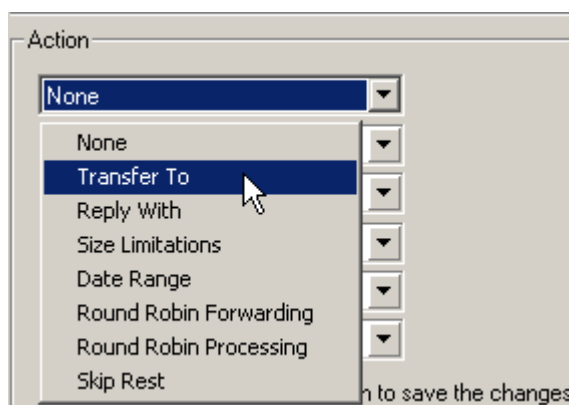 Action
None
None
Transfer To
Reply With
Size Limitations
Date Range
Round Robin Forwarding
Round Robin Processing
Skip Rest
to save the changes